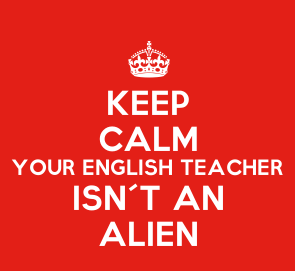 KEEP
CALM
YOUR ENGLISH TEACHER
ISN´T AN
ALIEN